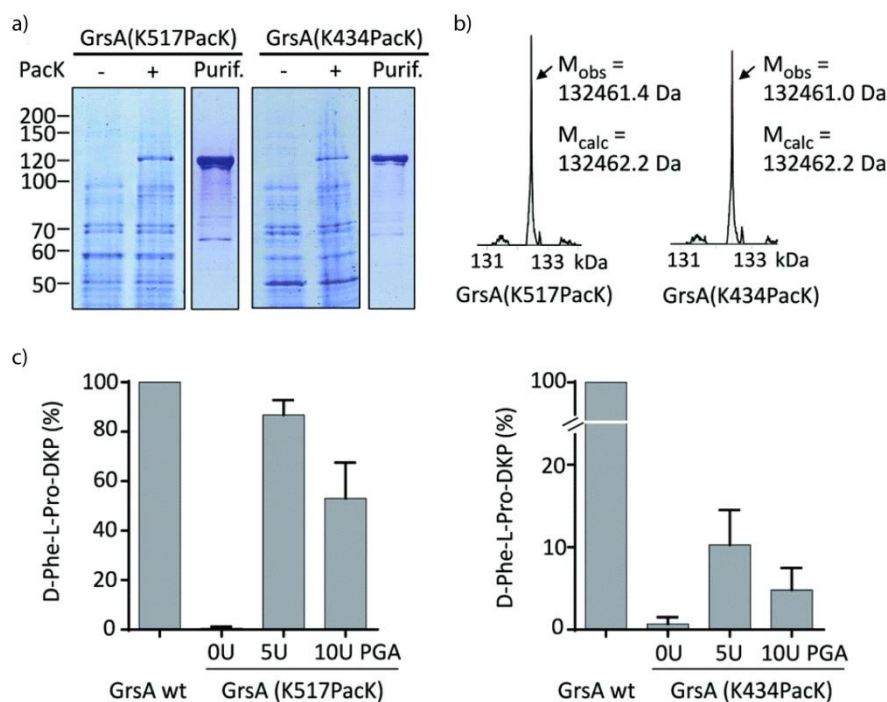 a)
GrsA(K517PacK) GrsA(K434PacK)
PacK - + Purif. - + Purif.
200
150
120
100
70
60
50
b)
Mobs =
132461.4 Da
Mcalc =
132462.2 Da
131 133 kDa
GrsA(K517PacK)
Mobs =
132461.0 Da
Mcalc =
132462.2 Da
131 133 kDa
GrsA(K434PacK)
c)
D-Phe-L-Pro-DKP (%)
100
80
60
40
20
0
0U 5U 10U PGA
GrsA wt GrsA (K517PacK)
D-Phe-L-Pro-DKP (%)
100
20
10
0
0U 5U 10U PGA
GrsA wt GrsA (K434PacK)